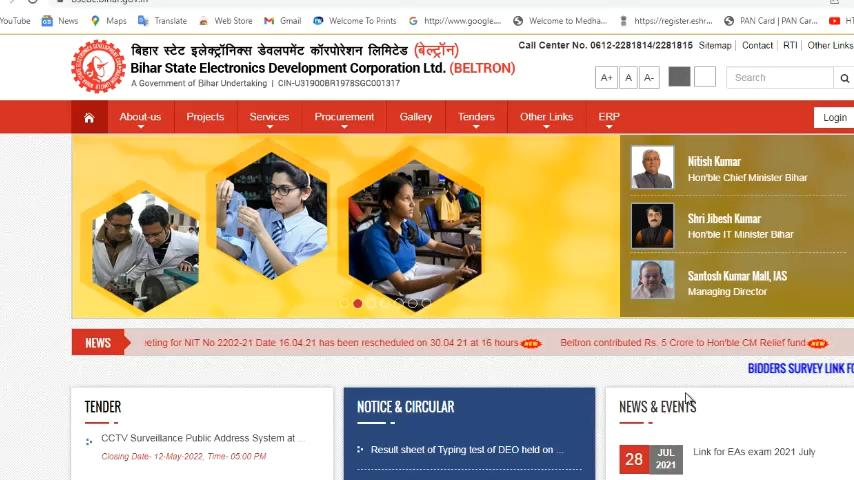 YouTube News Maps Translate Web Store Gmail Welcome To Prints http://www.google.... Welcome to Medha... https://reqister.eshr... PAN Card | PAN Car...
बिहार स्टेट इलेक्ट्रॉनिक्स डेवलपमेंट कॉरपोरेशन लिमिटेड (बेल्ट्रॉन)
Call Center No. 0612-2281814/2281815 Sitemap Contact RTI Other Links
Bihar State Electronics Development Corporation Ltd. (BELTRON)
A Government of Bihar Undertaking | CIN-U31900BR1978SGC001317
A+ A A- Search
About-us Projects Services Procurement Gallery Tenders Other Links ERP Login
Nitish Kumar
Hon'ble Chief Minister Bihar
Shri Jibesh Kumar
Hon'ble IT Minister Bihar
Santosh Kumar Mall, IAS
Managing Director
NEWS eeting for NIT No 2202-21 Date 16.04.21 has been rescheduled on 30.04.21 at 16 hours NEW Beltron contributed Rs. 5 Crore to Hon'ble CM Relief fund NEW
BIDDERS SURVEY LINK FO
TENDER
CCTV Surveillance Public Address System at ...
Closing Date- 12-May-2022, Time- 05.00 PM
NOTICE & CIRCULAR
Result sheet of Typing test of DEO held on ...
NEWS & EVENTS
28 JUL 2021 Link for EAs exam 2021 July